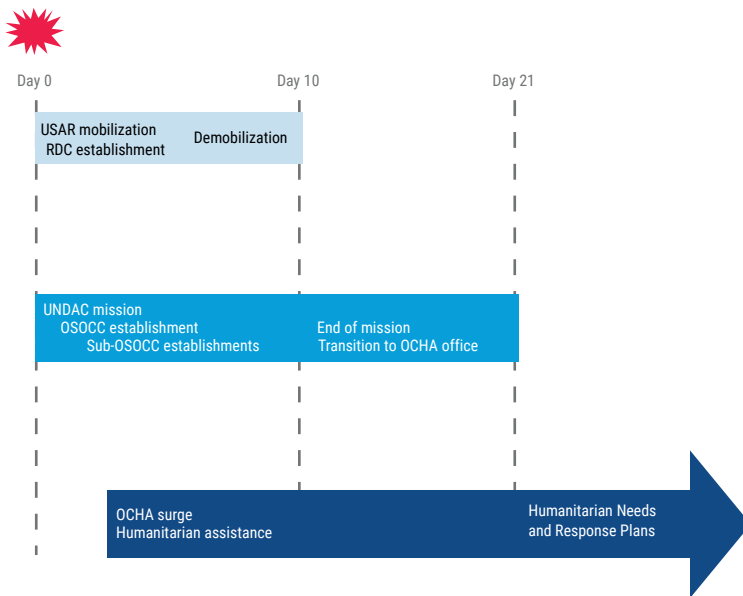 Day 0
Day 10
Day 21
USAR mobilization
RDC establishment
Demobilization
UNDAC mission
OSOCC establishment
Sub-OSOCC establishments
End of mission
Transition to OCHA office
OCHA surge
Humanitarian assistance
Humanitarian Needs
and Response Plans